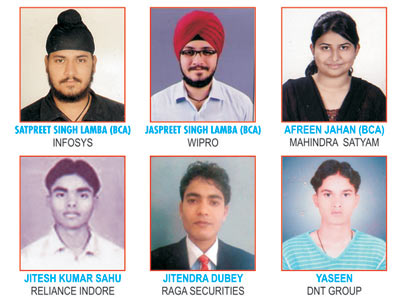 SATPREET SINGH LAMBA (BCA)
INFOSYS
JASPREET SINGH LAMBA (BCA)
WIPRO
AFREEN JAHAN (BCA)
MAHINDRA SATYAM
JITESH KUMAR SAHU
RELIANCE INDORE
JITENDRA DUBEY
RAGA SECURITIES
YASEEN
DNT GROUP